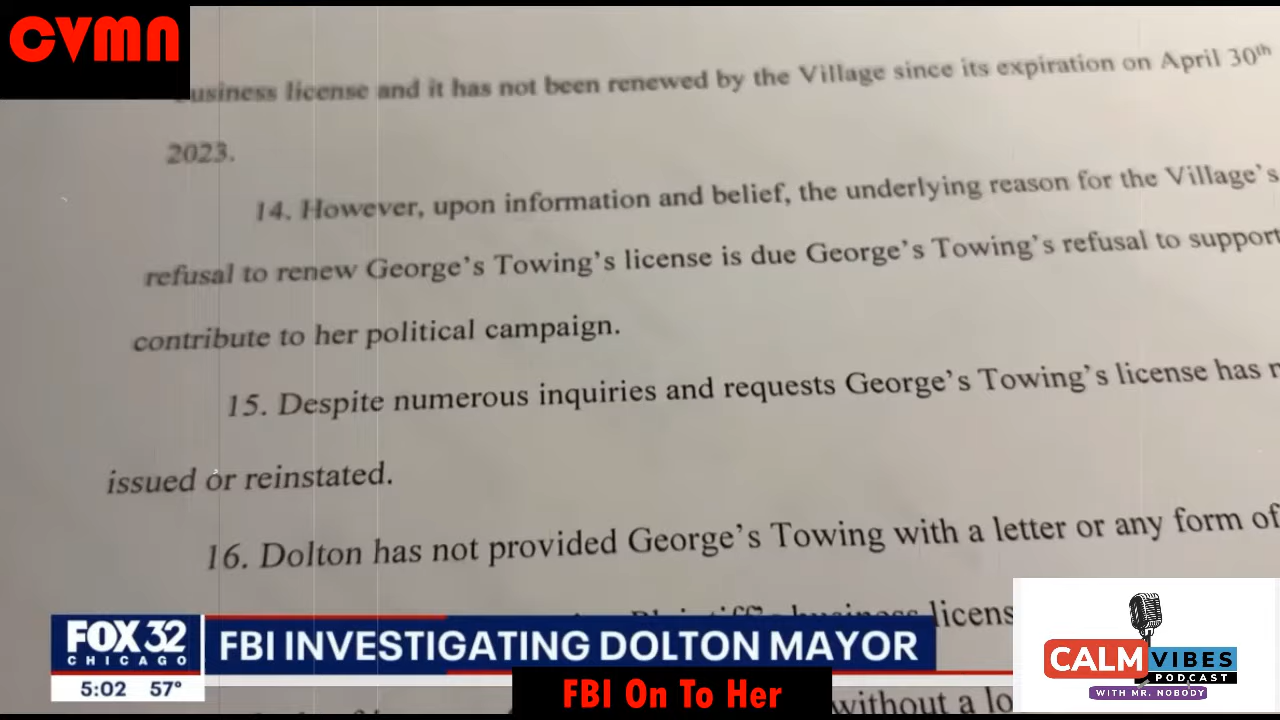 CVMN
business license and it has not been renewed by the Village since its expiration on April 30th
2023.
14. However, upon information and belief, the underlying reason for the Village's
refusal to renew George's Towing's license is due George's Towing's refusal to support
contribute to her political campaign.
15. Despite numerous inquiries and requests George's Towing's license has
issued or reinstated.
16. Dolton has not provided George's Towing with a letter or any form of
licens
FOX 32
CHICAGO
FBI INVESTIGATING DOLTON MAYOR
5:02 57°
FBI On To Her
without a
CALM VIBES
PODCAST
WITH MR. NOBODY